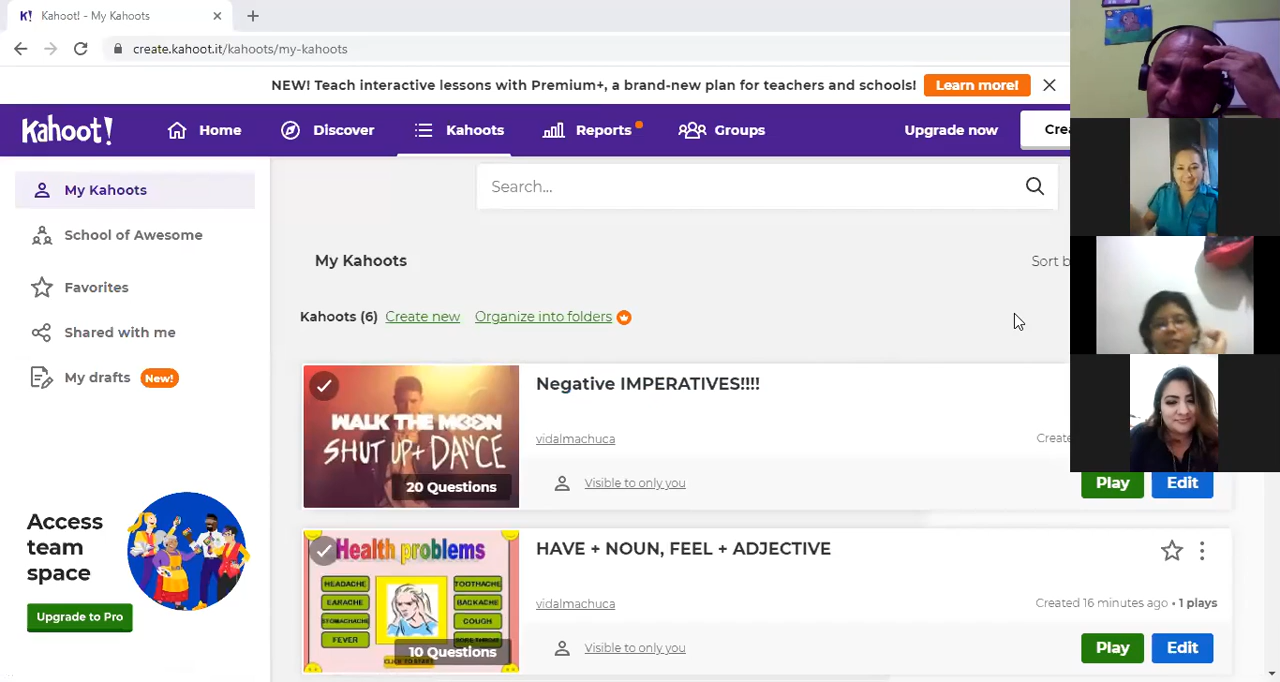 Kahoot! - My Kahoots
create.kahoot.it/kahoots/my-kahoots
NEW! Teach interactive lessons with Premium+, a brand-new plan for teachers and schools! Learn more!
Kahoot! Home Discover Kahoots Reports Groups Upgrade now Crea
My Kahoots
School of Awesome
Favorites
Shared with me
My drafts New!
Access
team
space
Upgrade to Pro
Search...
My Kahoots Sort b
Kahoots (6) Create new Organize into folders
WALK THE MOON
SHUT UP + DANCE
20 Questions
Negative IMPERATIVES!!!!
vidalmachuca Create
Visible to only you Play Edit
Health problems
HEADACHE TOOTHACHE
EARACHE BACKACHE
STOMACHACHE COUGH
FEVER
10 Questions
HAVE + NOUN, FEEL + ADJECTIVE
vidalmachuca Created 16 minutes ago • 1 plays
Visible to only you Play Edit